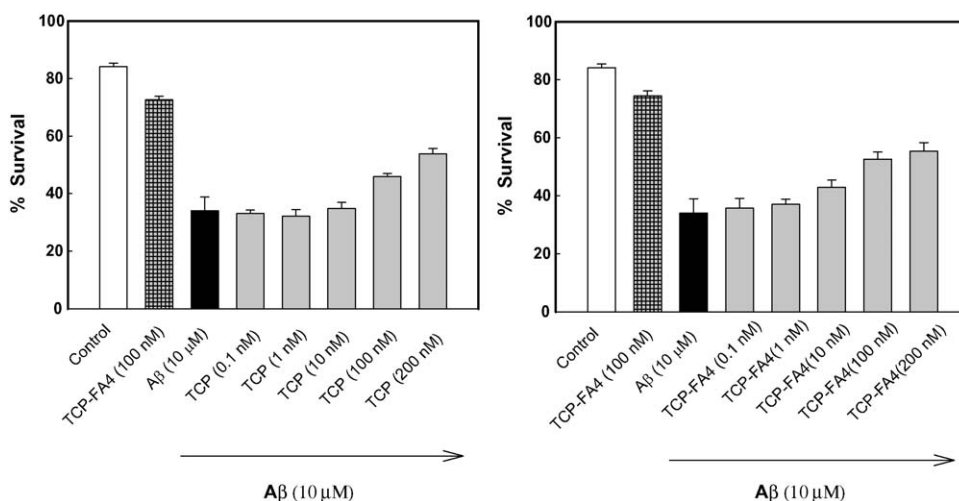 100
80
60
40
20
0
% Survival
Control
TCP-FA4 (100 nM)
Aβ (10 μM)
TCP (0.1 nM)
TCP (1 nM)
TCP (10 nM)
TCP (100 nM)
TCP (200 nM)
Aβ (10 μM)
100
80
60
40
20
0
% Survival
Control
TCP-FA4 (100 nM)
Aβ (10 μM)
TCP-FA4 (0.1 nM)
TCP-FA4(1 nM)
TCP-FA4(10 nM)
TCP-FA4(100 nM)
TCP-FA4(200 nM)
Aβ (10 μM)